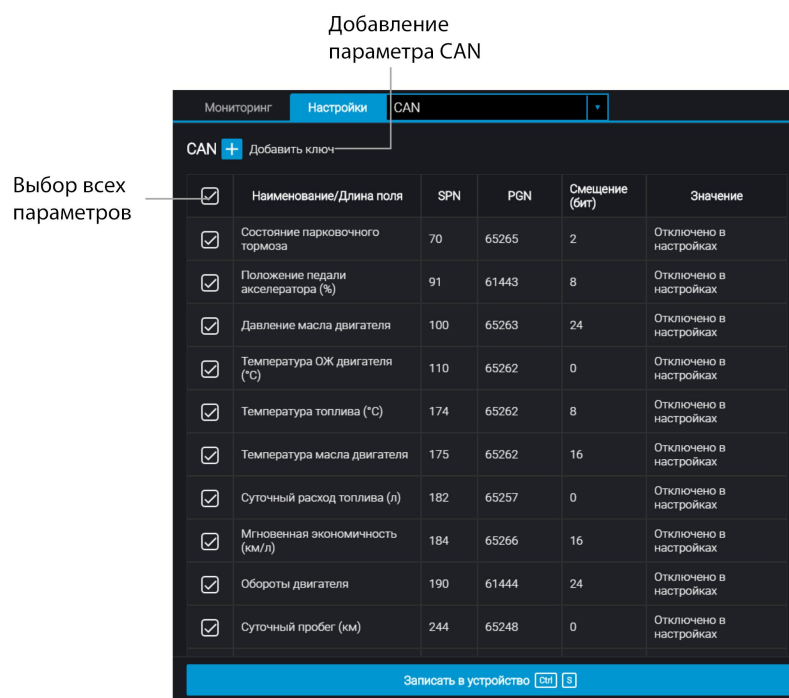 Добавление
параметра CAN
Мониторинг Настройки CAN
CAN + Добавить ключ
Выбор всех
параметров
Наименование/Длина поля SPN PGN Смещение (бит) Значение
Состояние парковочного тормоза 70 65265 2 Отключено в настройках
Положение педали акселератора (%) 91 61443 8 Отключено в настройках
Давление масла двигателя 100 65263 24 Отключено в настройках
Температура ОЖ двигателя (°C) 110 65262 0 Отключено в настройках
Температура топлива (°C) 174 65262 8 Отключено в настройках
Температура масла двигателя 175 65262 16 Отключено в настройках
Суточный расход топлива (л) 182 65257 0 Отключено в настройках
Мгновенная экономичность (км/л) 184 65266 16 Отключено в настройках
Обороты двигателя 190 61444 24 Отключено в настройках
Суточный пробег (км) 244 65248 0 Отключено в настройках
Записать в устройство Ctrl S